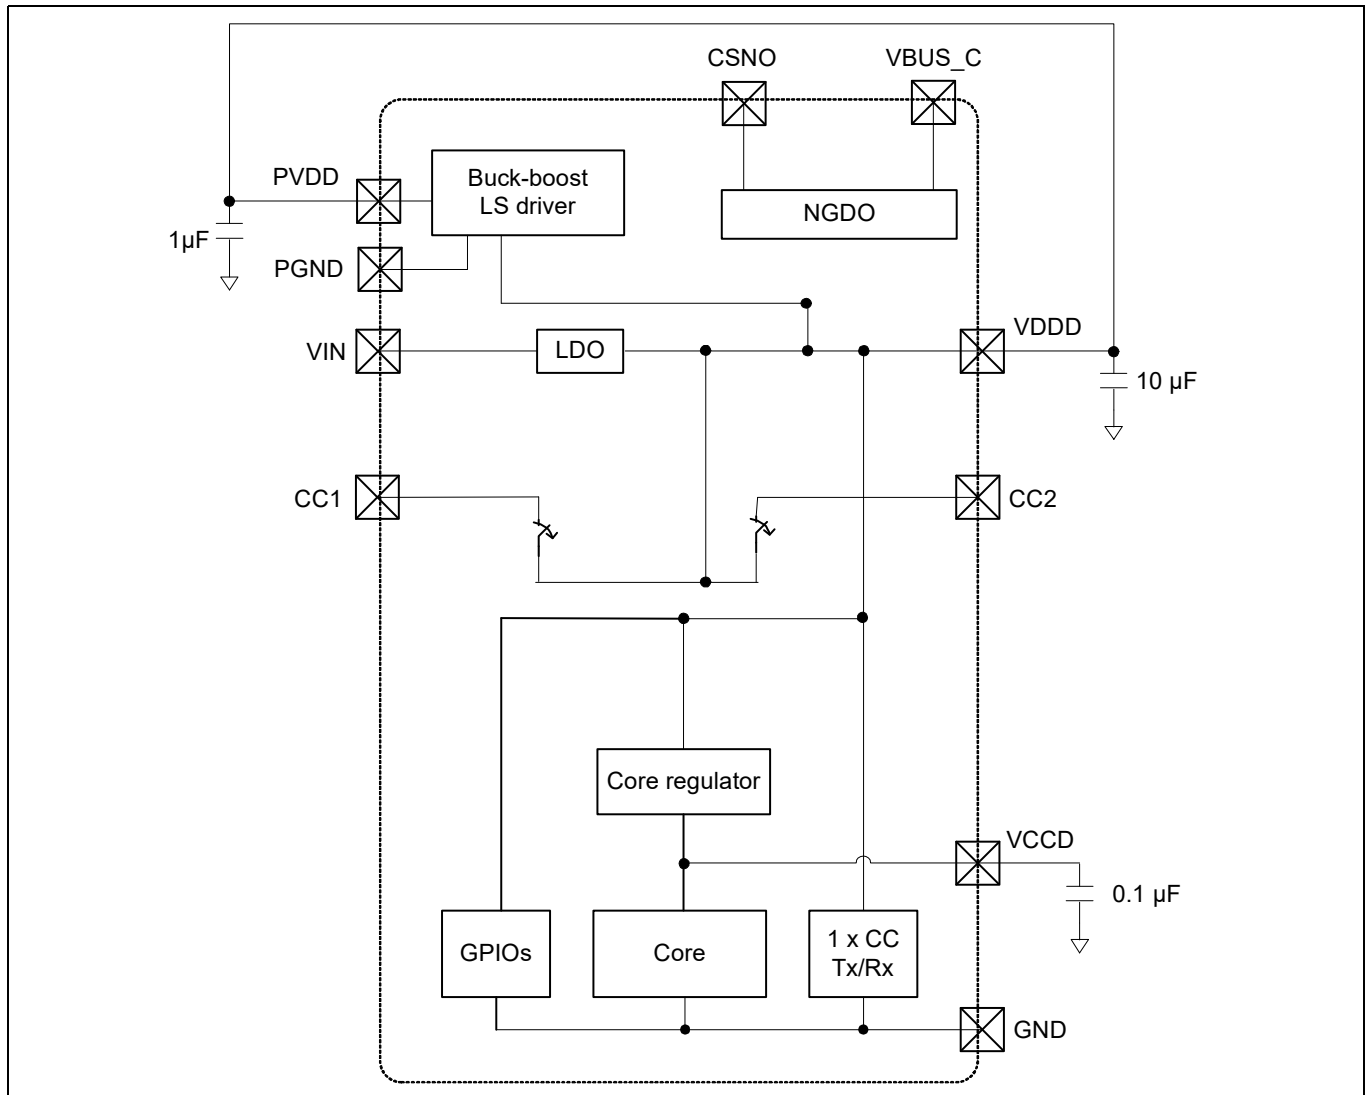 CSNO
VBUS_C
PVDD
Buck-boost
LS driver
NGDO
1µF
PGND
VDDD
VIN
LDO
10 µF
CC1
CC2
Core regulator
VCCD
0.1 µF
GPIOs
Core
1 x CC
Tx/Rx
GND